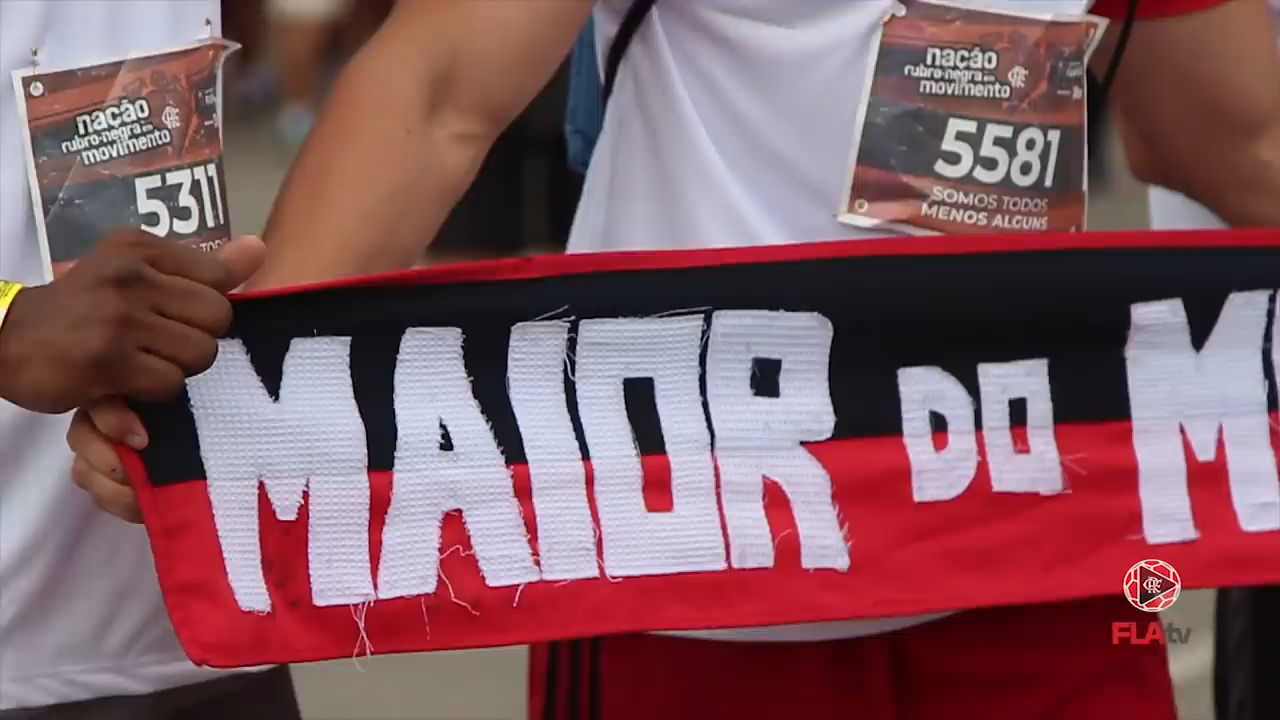 nação
rubro-negra em
movimento
5311
nação
rubro-negra em
movimento
5581
SOMOS TODOS
MENOS ALGUNS
MAIOR DO M
FLAtv